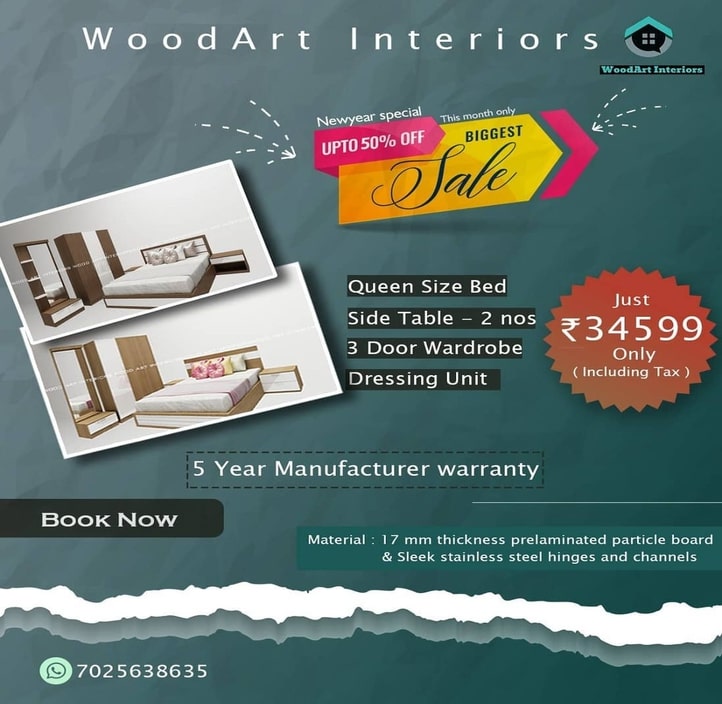 WoodArt Interiors
WoodArt Interiors
Newyear special
This month only
UPTO 50% OFF
BIGGEST
Sale
Queen Size Bed
Side Table - 2 nos
3 Door Wardrobe
Dressing Unit
Just
₹34599
Only
( Including Tax )
5 Year Manufacturer warranty
Book Now
Material : 17 mm thickness prelaminated particle board
& Sleek stainless steel hinges and channels
7025638635